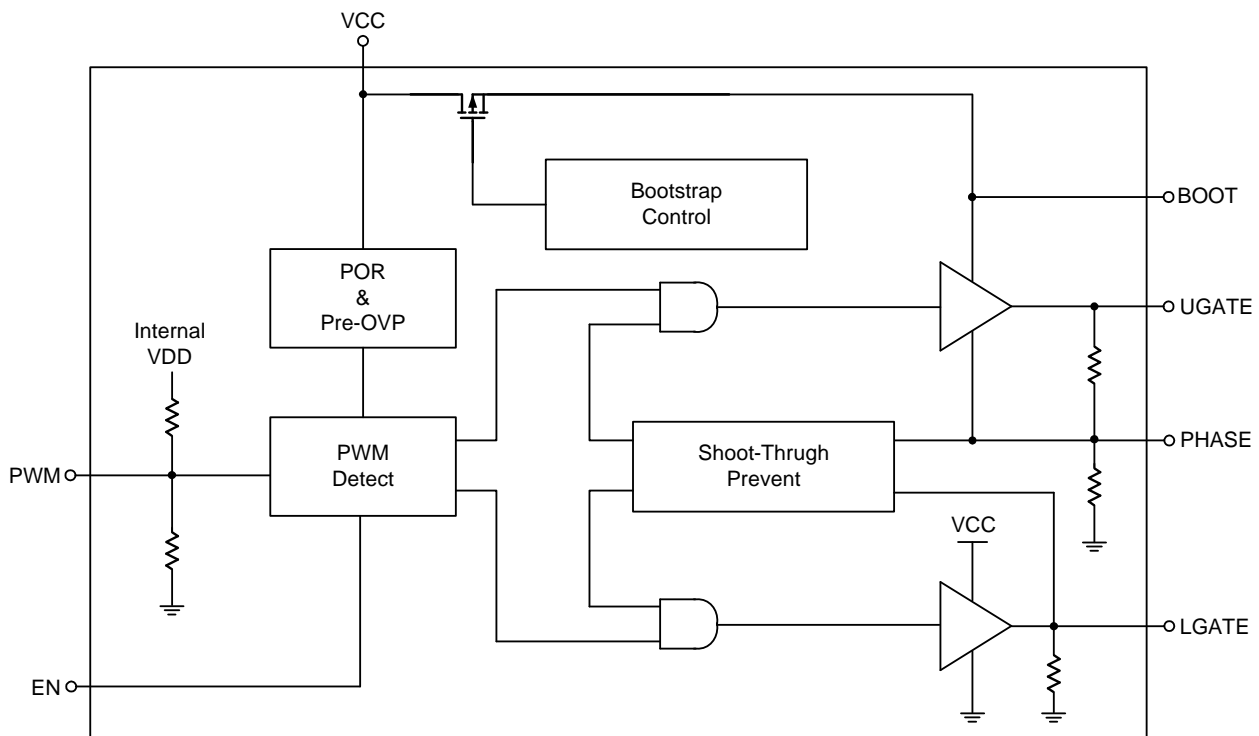 VCC
Bootstrap
Control
BOOT
POR
&
Pre-OVP
UGATE
Internal
VDD
PWM
Detect
Shoot-Thrugh
Prevent
PHASE
PWM
VCC
LGATE
EN